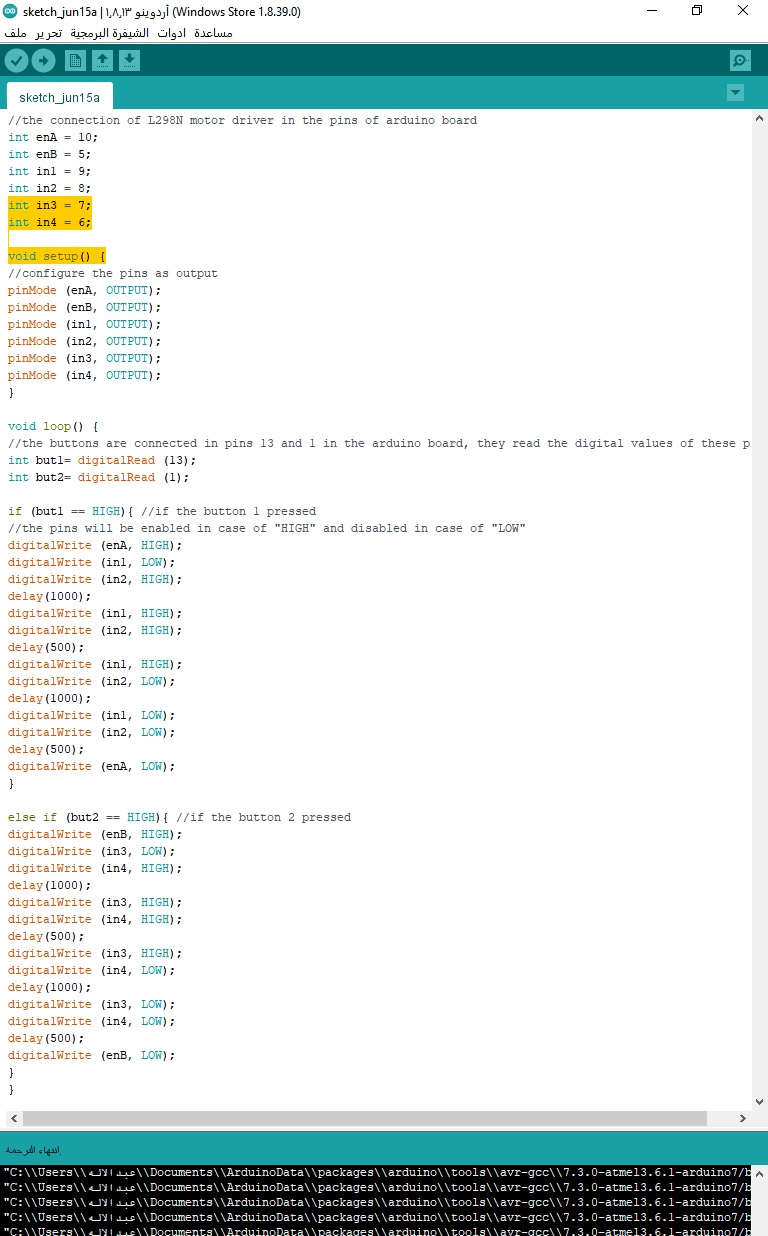 sketch_jun15a | أردوينو ١,٨,١٣ (Windows Store 1.8.39.0)
ملف تحرير الشيفرة البرمجية ادوات مساعدة
sketch_jun15a
//the connection of L298N motor driver in the pins of arduino board
int enA = 10;
int enB = 5;
int in1 = 9;
int in2 = 8;
int in3 = 7;
int in4 = 6;
void setup() {
//configure the pins as output
pinMode (enA, OUTPUT);
pinMode (enB, OUTPUT);
pinMode (in1, OUTPUT);
pinMode (in2, OUTPUT);
pinMode (in3, OUTPUT);
pinMode (in4, OUTPUT);
}
void loop() {
//the buttons are connected in pins 13 and 1 in the arduino board, they read the digital values of these p
int but1= digitalRead (13);
int but2= digitalRead (1);
if (but1 == HIGH){ //if the button 1 pressed
//the pins will be enabled in case of "HIGH" and disabled in case of "LOW"
digitalWrite (enA, HIGH);
digitalWrite (in1, LOW);
digitalWrite (in2, HIGH);
delay(1000);
digitalWrite (in1, HIGH);
digitalWrite (in2, HIGH);
delay(500);
digitalWrite (in1, HIGH);
digitalWrite (in2, LOW);
delay(1000);
digitalWrite (in1, LOW);
digitalWrite (in2, LOW);
delay(500);
digitalWrite (enA, LOW);
}
else if (but2 == HIGH){ //if the button 2 pressed
digitalWrite (enB, HIGH);
digitalWrite (in3, LOW);
digitalWrite (in4, HIGH);
delay(1000);
digitalWrite (in3, HIGH);
digitalWrite (in4, HIGH);
delay(500);
digitalWrite (in3, HIGH);
digitalWrite (in4, LOW);
delay(1000);
digitalWrite (in3, LOW);
digitalWrite (in4, LOW);
delay(500);
digitalWrite (enB, LOW);
}
}
إنتهاء الترجمة.
"C:\\Users\\عبدالاله\\Documents\\ArduinoData\\packages\\arduino\\tools\\avr-gcc\\7.3.0-atmel3.6.1-arduino7/b
"C:\\Users\\عبدالاله\\Documents\\ArduinoData\\packages\\arduino\\tools\\avr-gcc\\7.3.0-atmel3.6.1-arduino7/b
"C:\\Users\\عبدالاله\\Documents\\ArduinoData\\packages\\arduino\\tools\\avr-gcc\\7.3.0-atmel3.6.1-arduino7/b
"C:\\Users\\عبدالاله\\Documents\\ArduinoData\\packages\\arduino\\tools\\avr-gcc\\7.3.0-atmel3.6.1-arduino7/b
"C:\\Users\\عبدالاله\\Documents\\ArduinoData\\packages\\arduino\\tools\\avr-gcc\\7.3.0-atmel3.6.1-arduino7/b